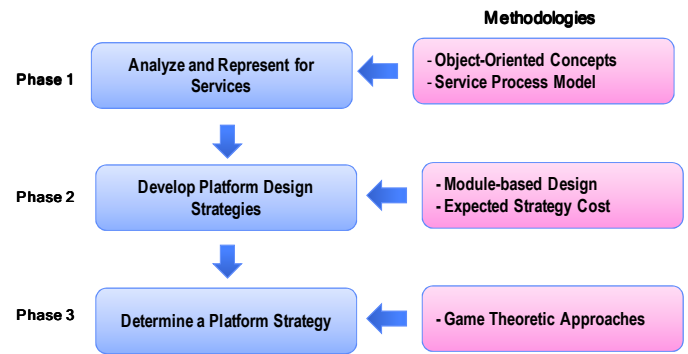 Methodologies
Phase 1
Analyze and Represent for
Services
- Object-Oriented Concepts
- Service Process Model
Phase 2
Develop Platform Design
Strategies
- Module-based Design
- Expected Strategy Cost
Phase 3
Determine a Platform Strategy
- Game Theoretic Approaches